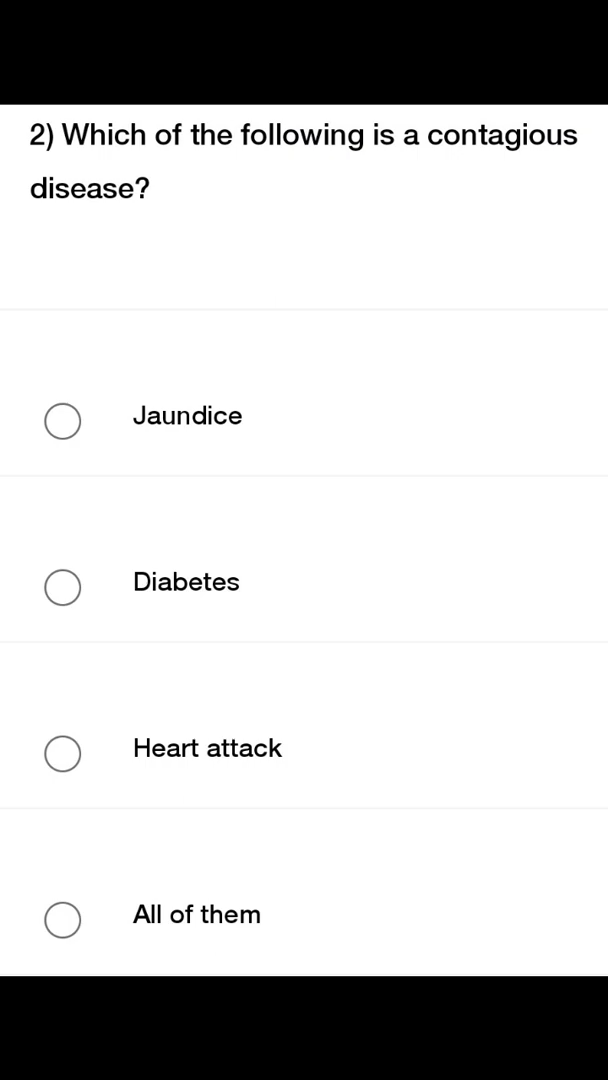 2) Which of the following is a contagious
disease?
Jaundice
Diabetes
Heart attack
All of them